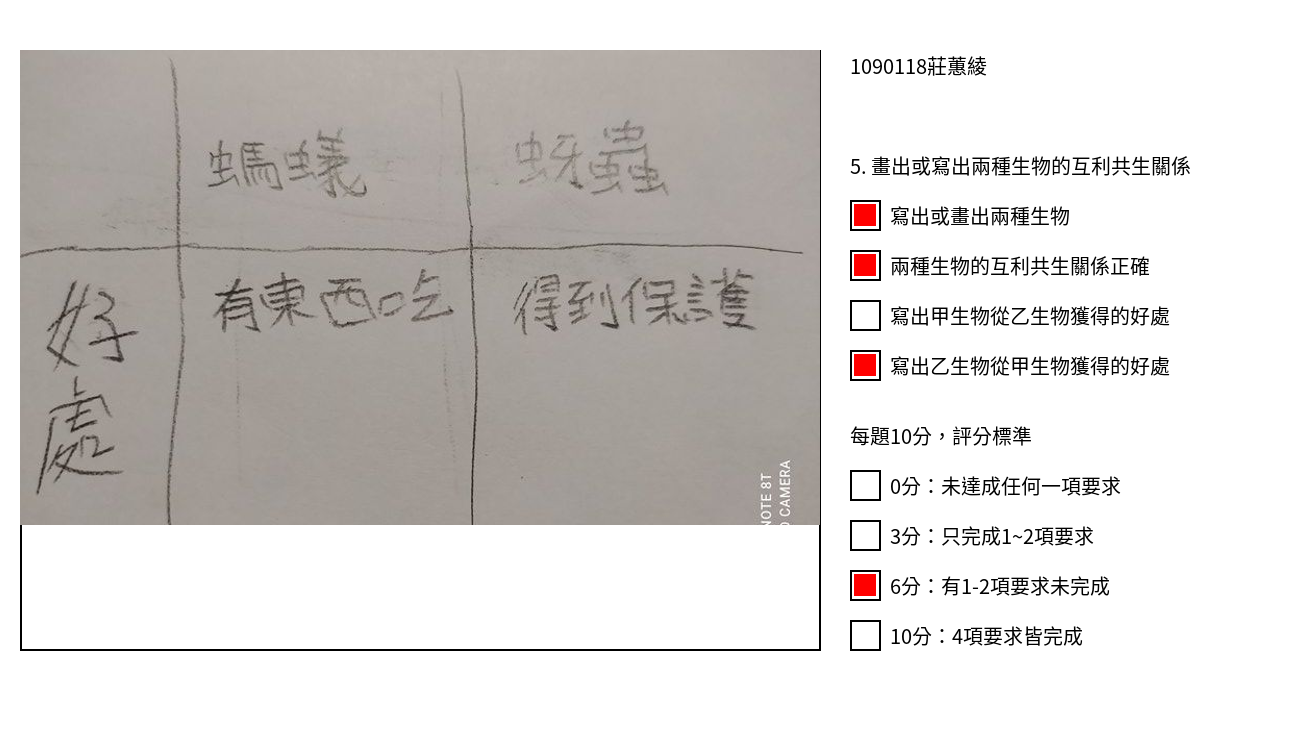 螞蟻 蚜蟲
好處 有東西吃 得到保護
NOTE 8T
CAMERA
1090118莊蕙綾
5. 畫出或寫出兩種生物的互利共生關係
寫出或畫出兩種生物
兩種生物的互利共生關係正確
寫出甲生物從乙生物獲得的好處
寫出乙生物從甲生物獲得的好處
每題10分，評分標準
0分：未達成任何一項要求
3分：只完成1~2項要求
6分：有1-2項要求未完成
10分：4項要求皆完成